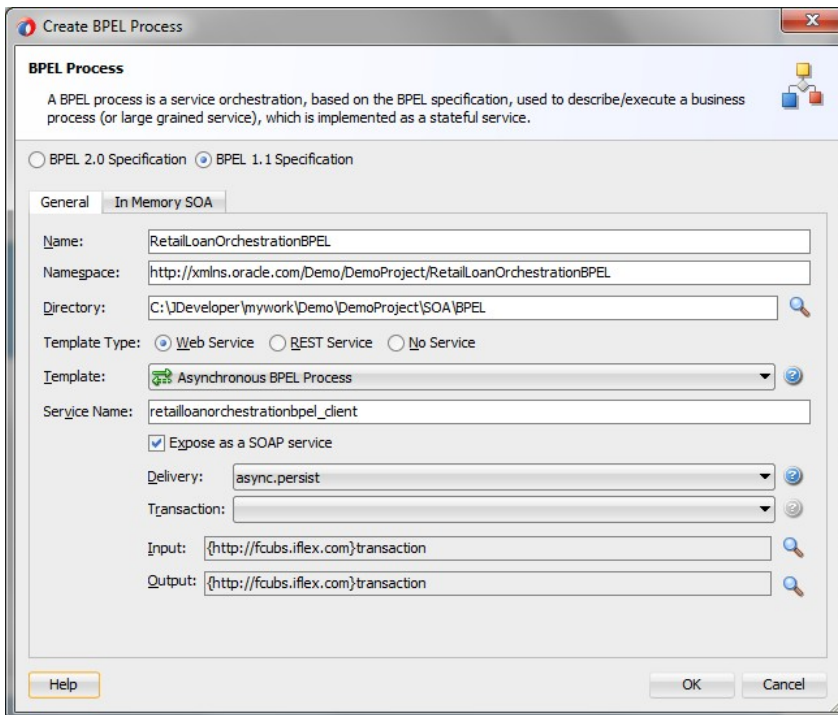 Create BPEL Process
BPEL Process
A BPEL process is a service orchestration, based on the BPEL specification, used to describe/execute a business
process (or large grained service), which is implemented as a stateful service.
BPEL 2.0 Specification BPEL 1.1 Specification
General In Memory SOA
Name: RetailLoanOrchestrationBPEL
Namespace: http://xmlns.oracle.com/Demo/DemoProject/RetailLoanOrchestrationBPEL
Directory: C:\JDeveloper\mywork\Demo\DemoProject\SOA\BPEL
Template Type: Web Service REST Service No Service
Template: Asynchronous BPEL Process
Service Name: retailloanorchestrationbpel_client
Expose as a SOAP service
Delivery: async.persist
Transaction:
Input: {http://fcubs.iflex.com}transaction
Output: {http://fcubs.iflex.com}transaction
Help OK Cancel